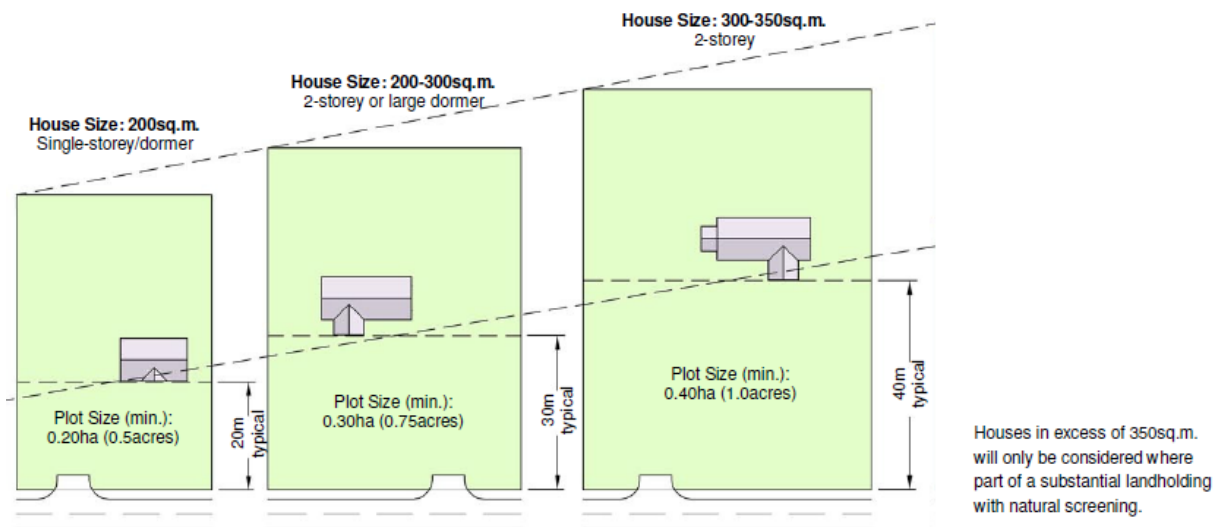 House Size: 200sq.m.
Single-storey/dormer
Plot Size (min.):
0.20ha (0.5acres)
20m
typical
House Size: 200-300sq.m.
2-storey or large dormer
Plot Size (min.):
0.30ha (0.75acres)
30m
typical
House Size: 300-350sq.m.
2-storey
Plot Size (min.):
0.40ha (1.0acres)
40m
typical
Houses in excess of 350sq.m.
will only be considered where
part of a substantial landholding
with natural screening.